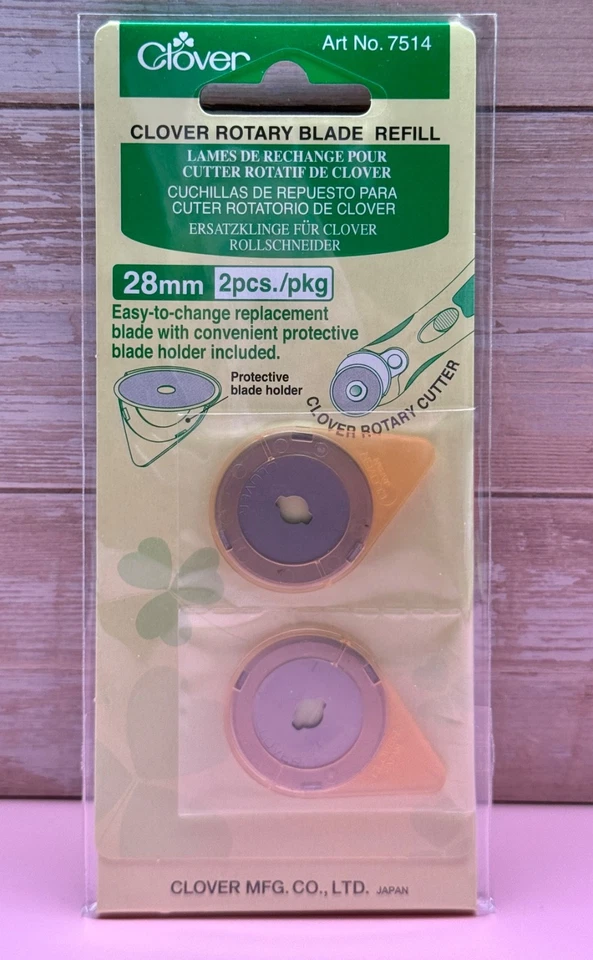 Clover
Art No. 7514
CLOVER ROTARY BLADE REFILL
LAMES DE RECHANGE POUR
CUTTER ROTATIF DE CLOVER
CUCHILLAS DE REPUESTO PARA
CUTER ROTATORIO DE CLOVER
ERSATZKLINGE FÜR CLOVER
ROLLSCHNEIDER
28mm 2pcs./pkg
Easy-to-change replacement
blade with convenient protective
blade holder included.
Protective
blade holder
CLOVER ROTARY CUTTER
CLOVER
CLOVER MFG. CO., LTD. JAPAN